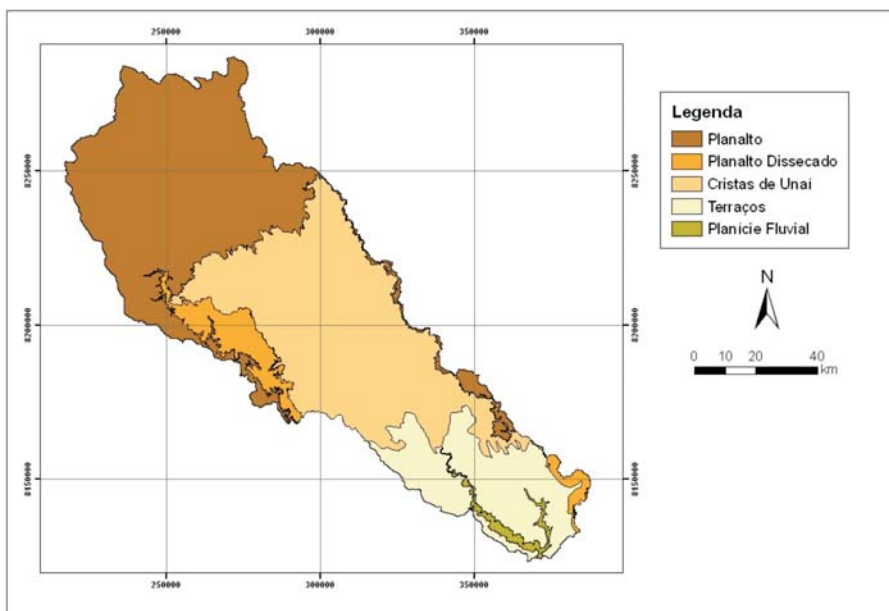 250000 300000 350000
8250000 8250000
8200000 8200000
8150000 8150000
250000 300000 350000
Legenda
Planalto
Planalto Dissecado
Cristas de Unaí
Terraços
Planície Fluvial
N
0 10 20 40
km